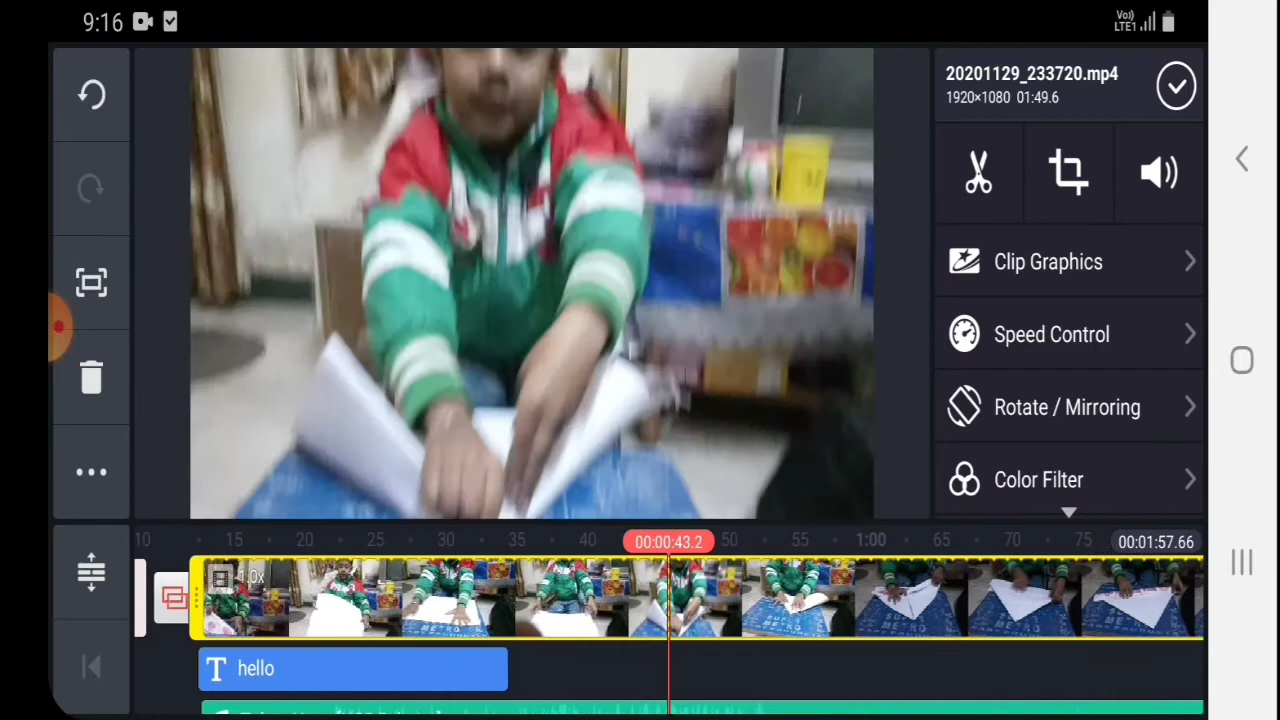 9:16
Vo))
LTE1
20201129_233720.mp4
1920×1080 01:49.6
Clip Graphics
Speed Control
Rotate / Mirroring
Color Filter
10 15 20 25 30 35 40 00:00:43.2 50 55 1:00 65 70 75 00:01:57.66
1.0x
T hello